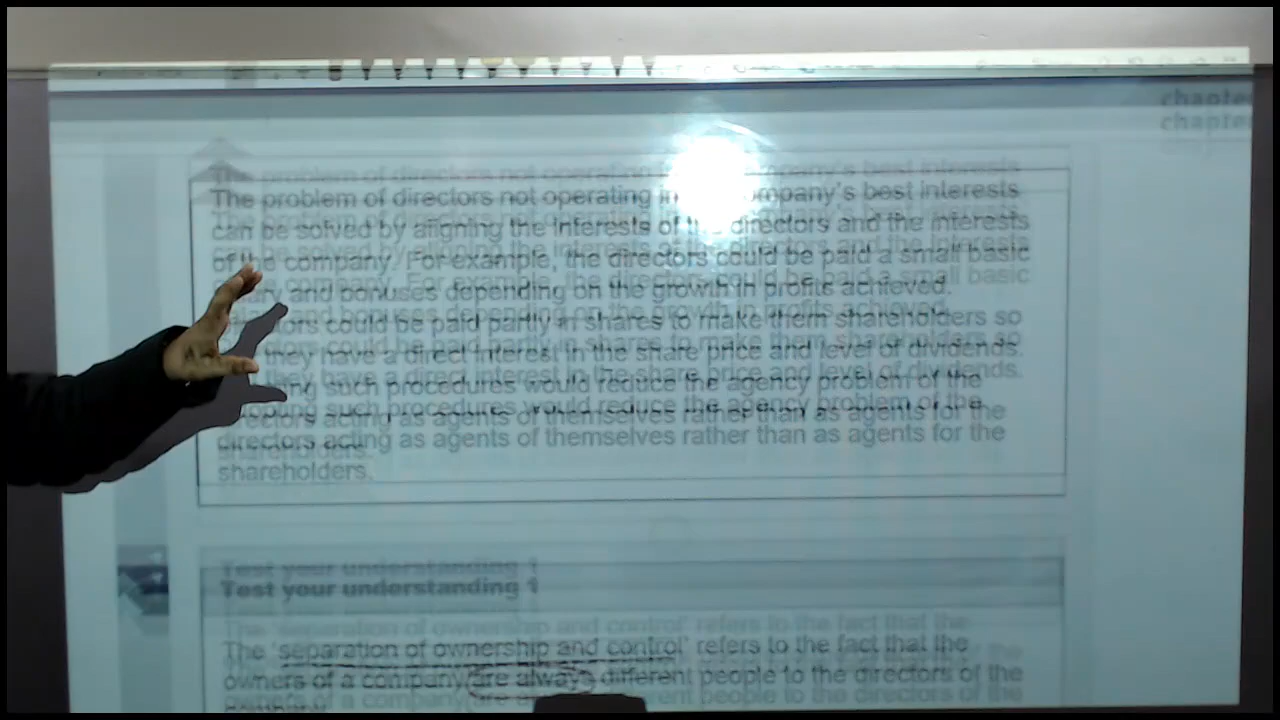 chapter
The problem of directors not operating in ompany's best interests
can be solved by aligning the interests of the directors and the interests
of the company. For example, the directors could be paid a small basic
and bonuses depending on the growth in profits achieved.
could be paid partly in shares to make them shareholders so
they have a direct interest in the share price and level of dividends.
such procedures would reduce the agency problem of the
directors acting as agents of themselves rather than as agents for the
shareholders.
Test your understanding 1
The 'separation of ownership and control' refers to the fact that the
owners of a company are always different people to the directors of the
company